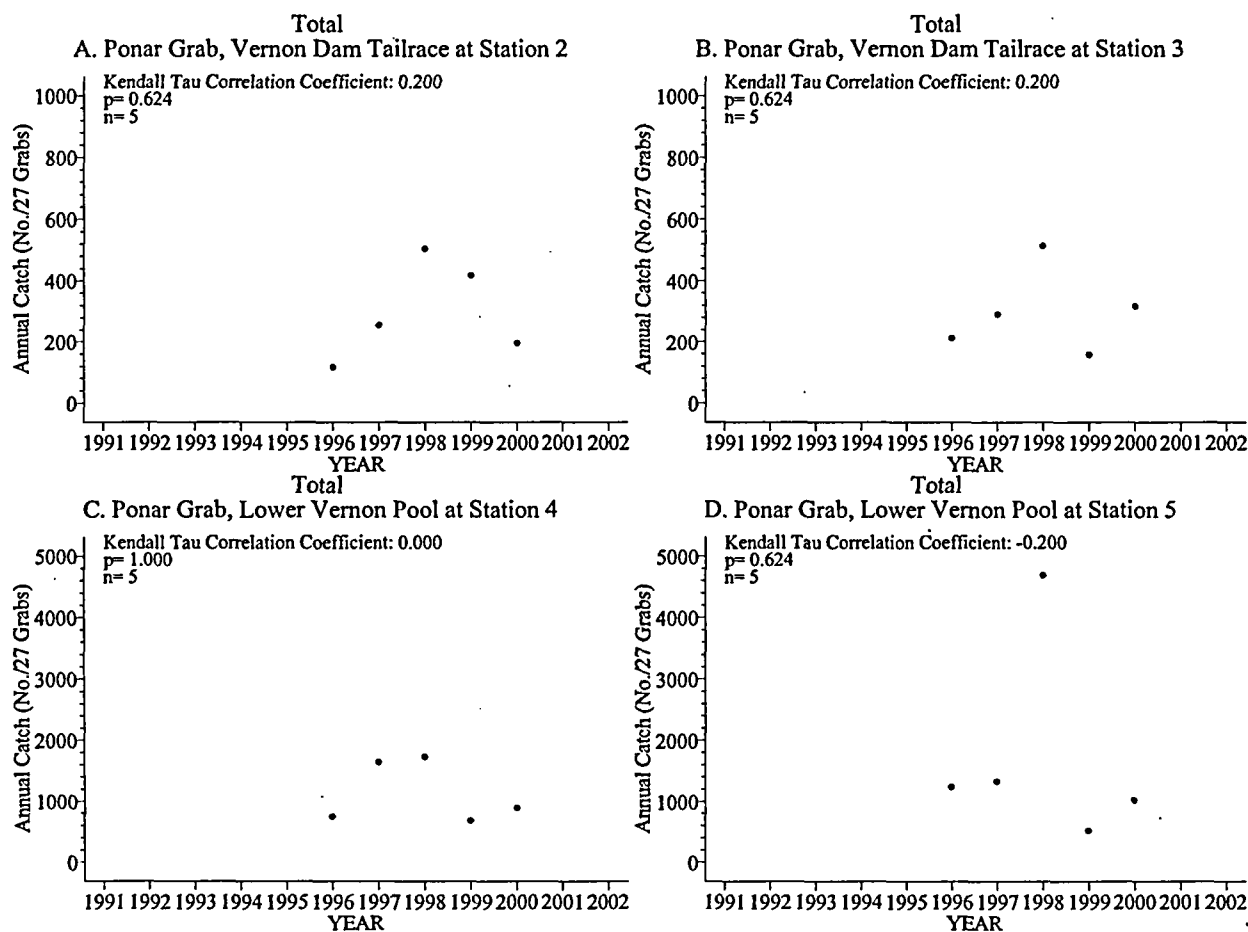 Total
A. Ponar Grab, Vernon Dam Tailrace at Station 2
Kendall Tau Correlation Coefficient: 0.200
p= 0.624
n= 5
Annual Catch (No./27 Grabs)
1000
800
600
400
200
0
1991 1992 1993 1994 1995 1996 1997 1998 1999 2000 2001 2002
YEAR
Total
B. Ponar Grab, Vernon Dam Tailrace at Station 3
Kendall Tau Correlation Coefficient: 0.200
p= 0.624
n= 5
Annual Catch (No./27 Grabs)
1000
800
600
400
200
0
1991 1992 1993 1994 1995 1996 1997 1998 1999 2000 2001 2002
YEAR
Total
C. Ponar Grab, Lower Vernon Pool at Station 4
Kendall Tau Correlation Coefficient: 0.000
p= 1.000
n= 5
Annual Catch (No./27 Grabs)
5000
4000
3000
2000
1000
0
1991 1992 1993 1994 1995 1996 1997 1998 1999 2000 2001 2002
YEAR
Total
D. Ponar Grab, Lower Vernon Pool at Station 5
Kendall Tau Correlation Coefficient: -0.200
p= 0.624
n= 5
Annual Catch (No./27 Grabs)
5000
4000
3000
2000
1000
0
1991 1992 1993 1994 1995 1996 1997 1998 1999 2000 2001 2002
YEAR